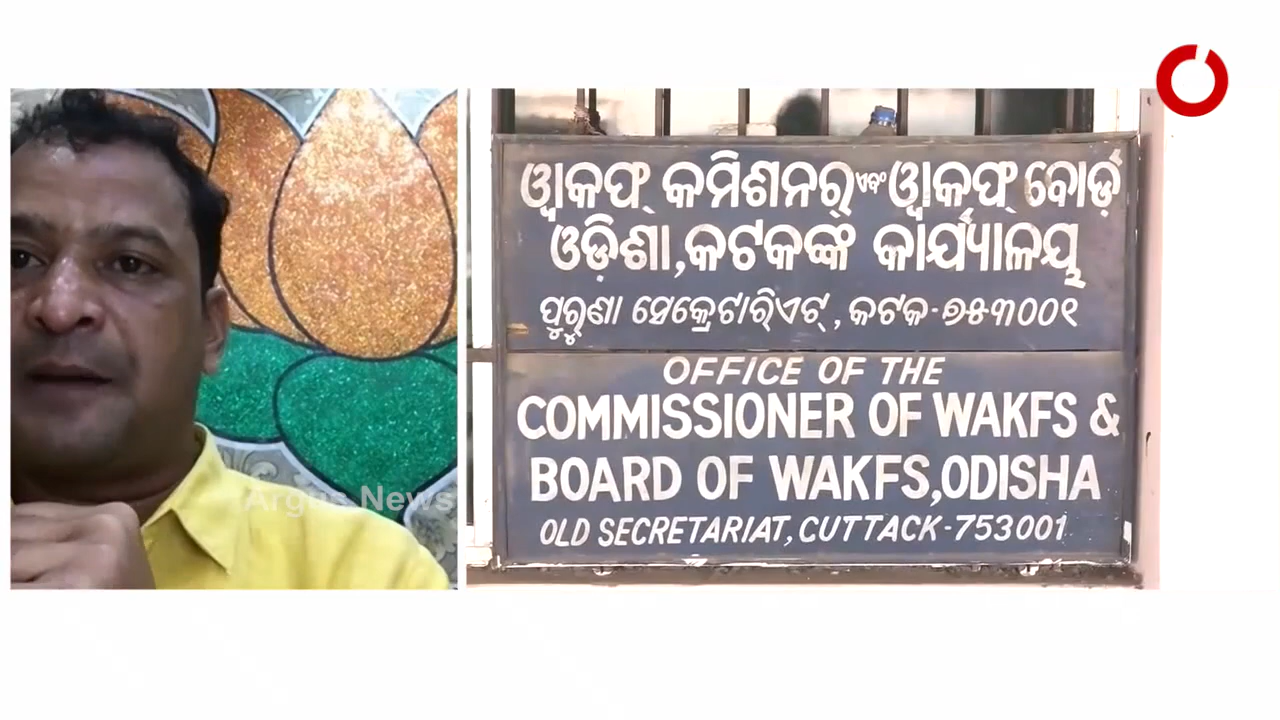 ୱାକଫ୍ କମିଶନର୍ ଏବଂ ୱାକଫ୍ ବୋର୍ଡ଼
ଓଡ଼ିଶା,କଟକଙ୍କ କାର୍ଯ୍ୟାଳୟ
ପୁରୁଣା ସେକ୍ରେଟାରିଏଟ୍, କଟକ-୭୫୩୦୦୧
OFFICE OF THE
COMMISSIONER OF WAKFS &
BOARD OF WAKFS,ODISHA
OLD SECRETARIAT, CUTTACK-753001
Argus News